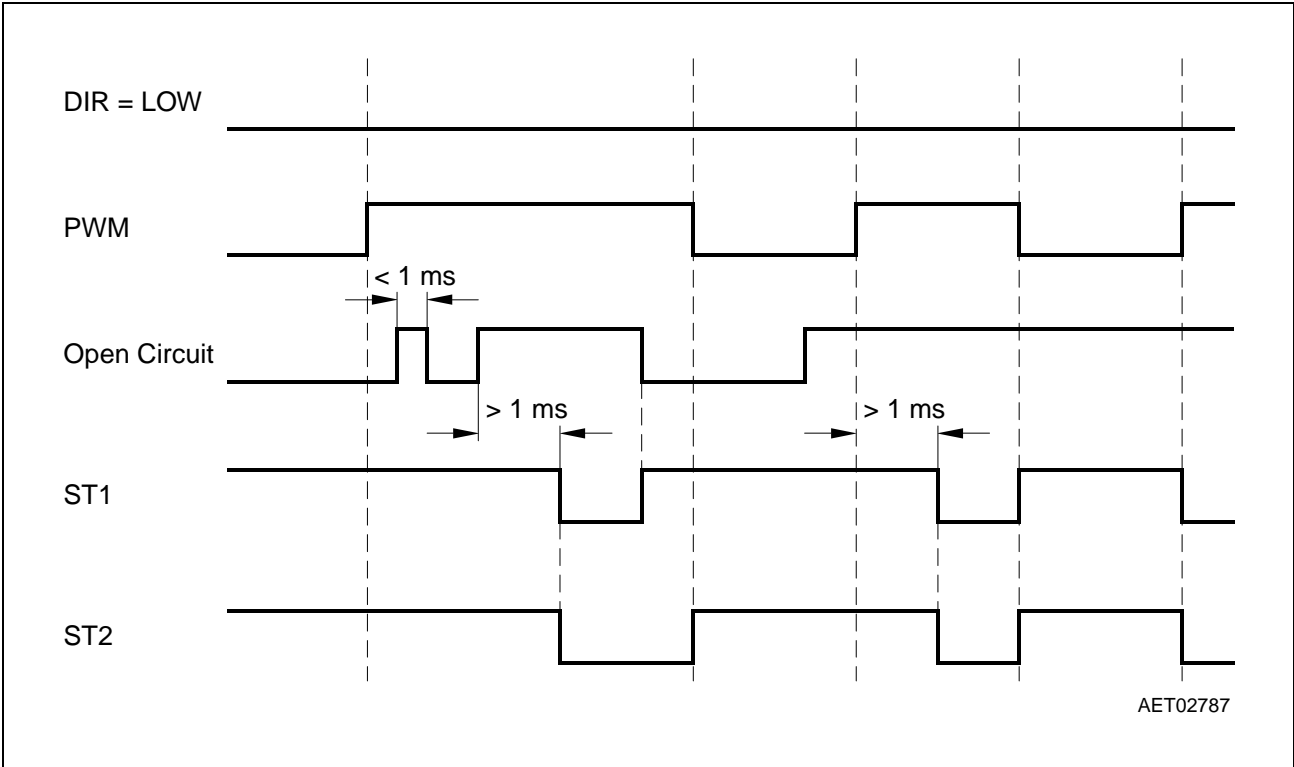 DIR = LOW
PWM
< 1 ms
Open Circuit
> 1 ms
> 1 ms
ST1
ST2
AET02787